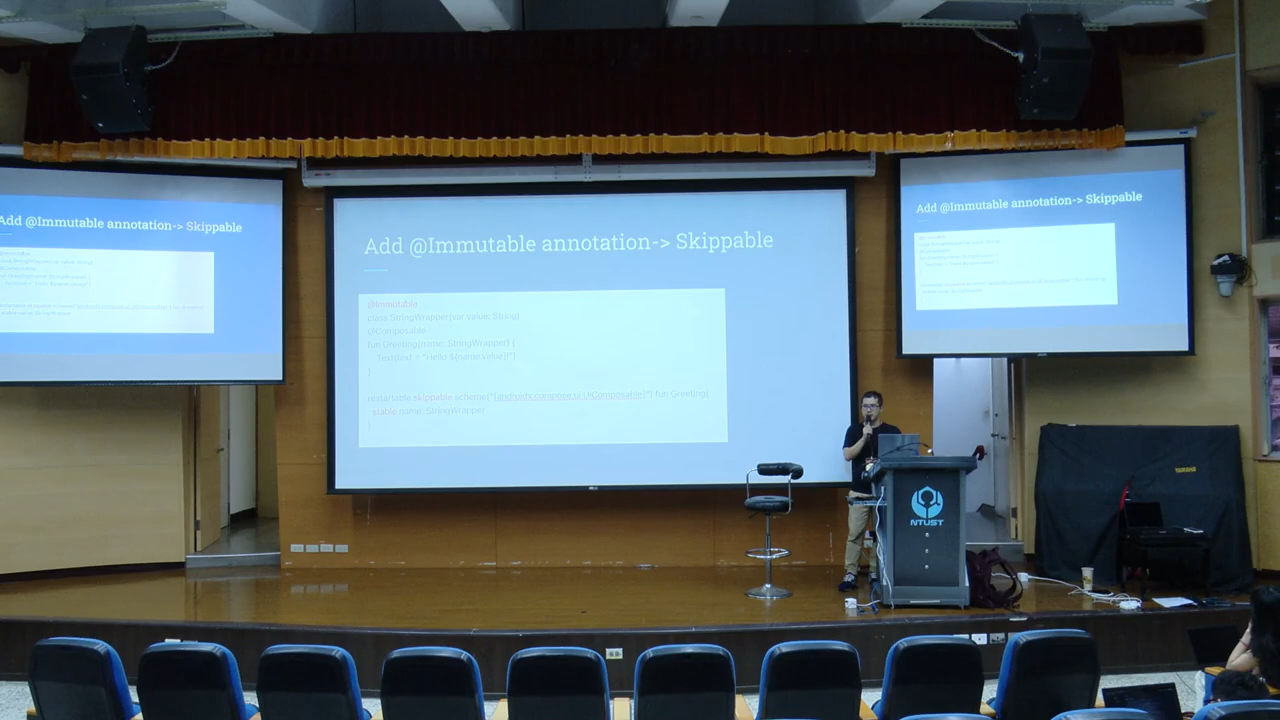 Add @Immutable annotation-> Skippable
Add @Immutable annotation-> Skippable
@Immutable
class StringWrapper(var value: String)
@Composable
fun Greeting(name: StringWrapper) {
Text(text = "Hello ${name.value}!")
}
restartable skippable scheme("[androidx.compose.ui.UiComposable]") fun Greeting(
stable name: StringWrapper
)
Add @Immutable annotation-> Skippable
NTUST
YAMAHA